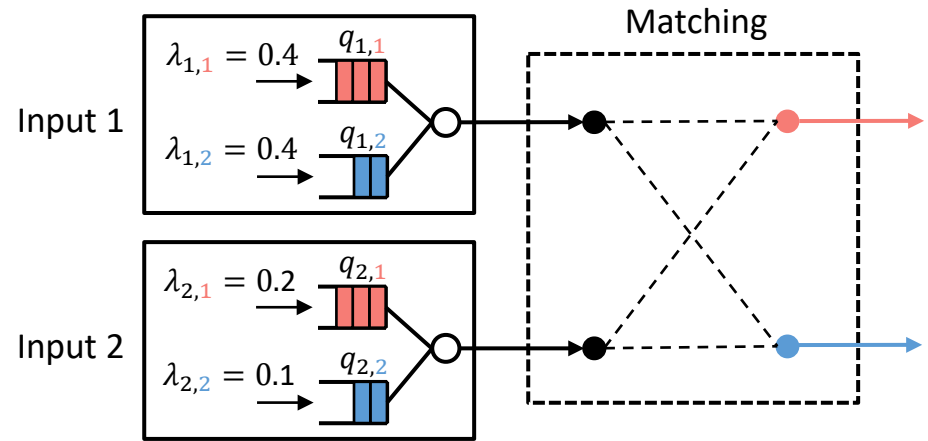 Matching
Input 1
λ1,1 = 0.4
q1,1
λ1,2 = 0.4
q1,2
Input 2
λ2,1 = 0.2
q2,1
λ2,2 = 0.1
q2,2